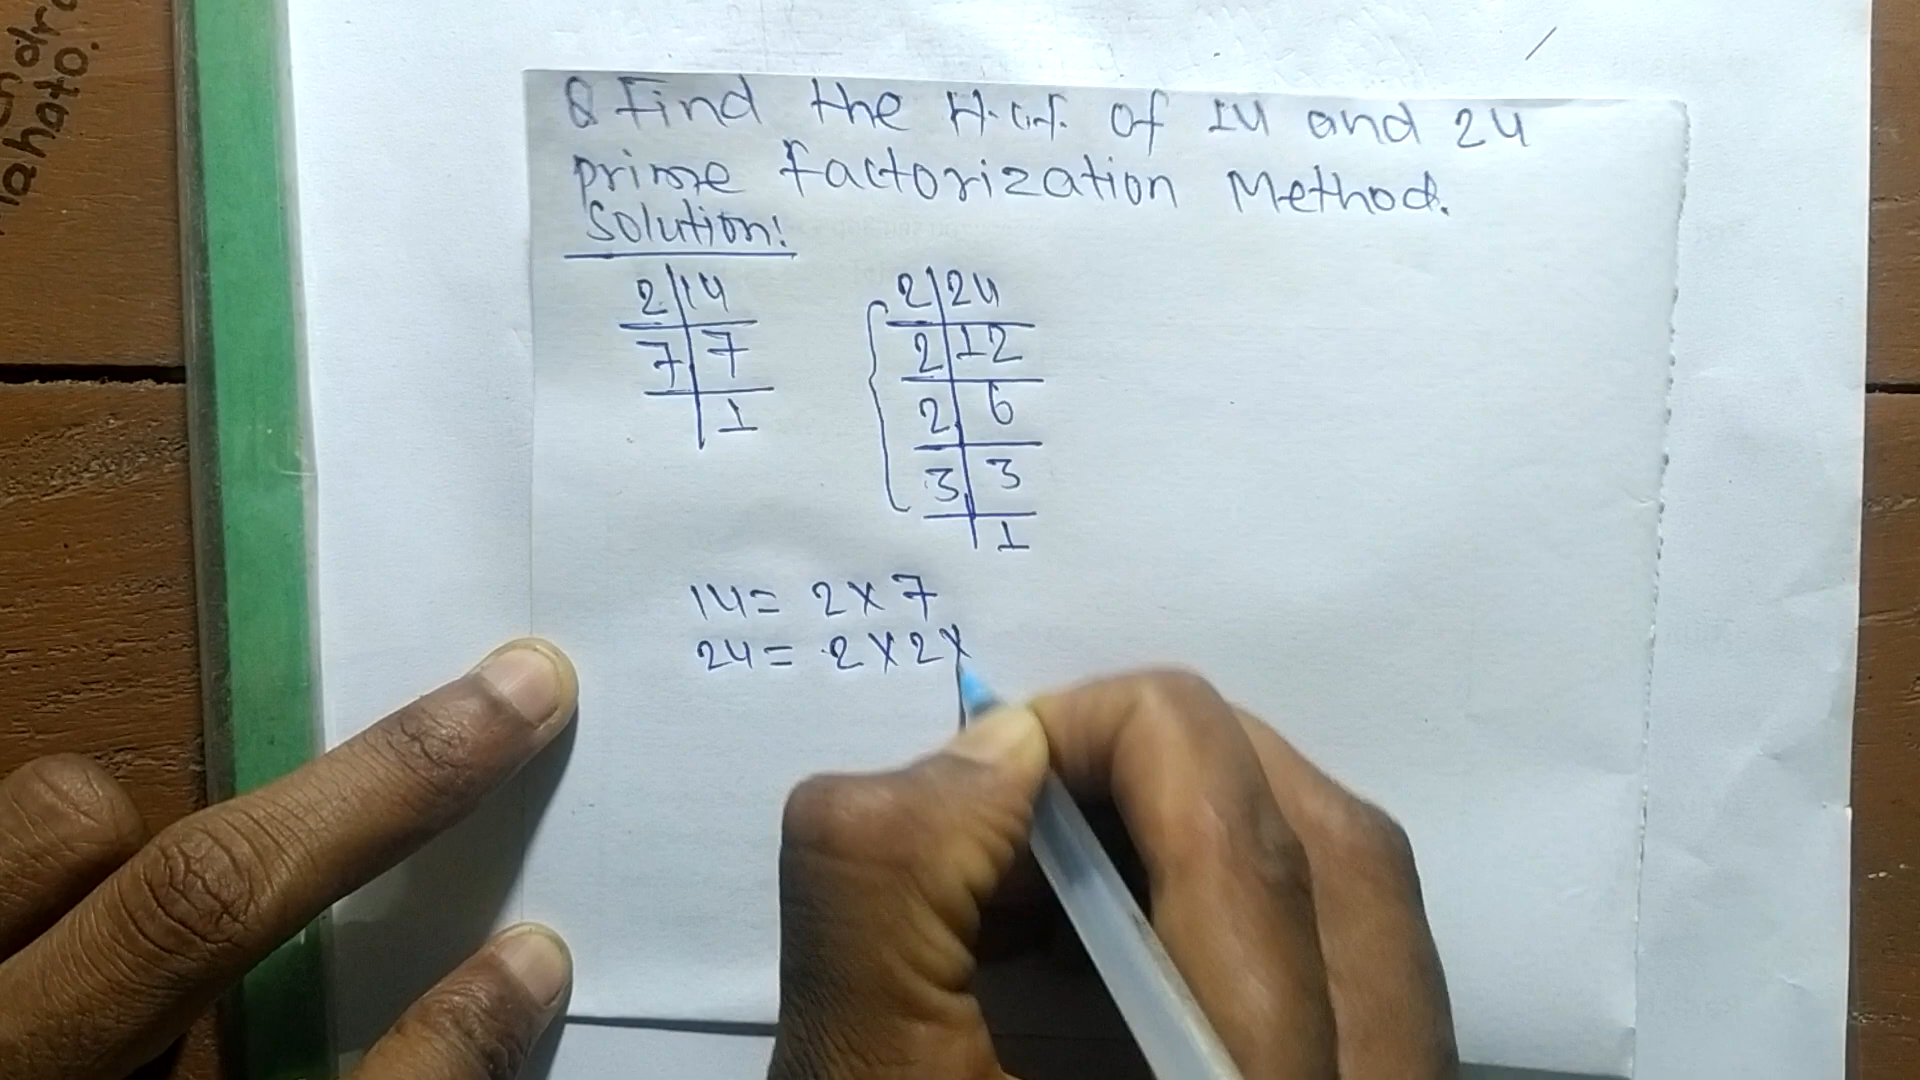 mahato.
Q Find the H.C.F. of 14 and 24
prime factorization Method.
Solution:
2 14
7 7
1
2 24
2 12
2 6
3 3
1
14 = 2 × 7
24 = 2 × 2 ×